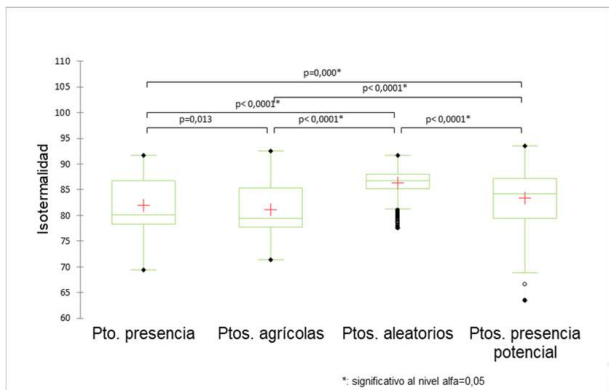 110
105
100
95
90
85
80
75
70
65
60
Isotermalidad
p=0,000*
p< 0,0001*
p< 0,0001*
p=0,013
p< 0,0001*
p< 0,0001*
Pto. presencia
Ptos. agrícolas
Ptos. aleatorios
Ptos. presencia
potencial
*: significativo al nivel alfa=0,05